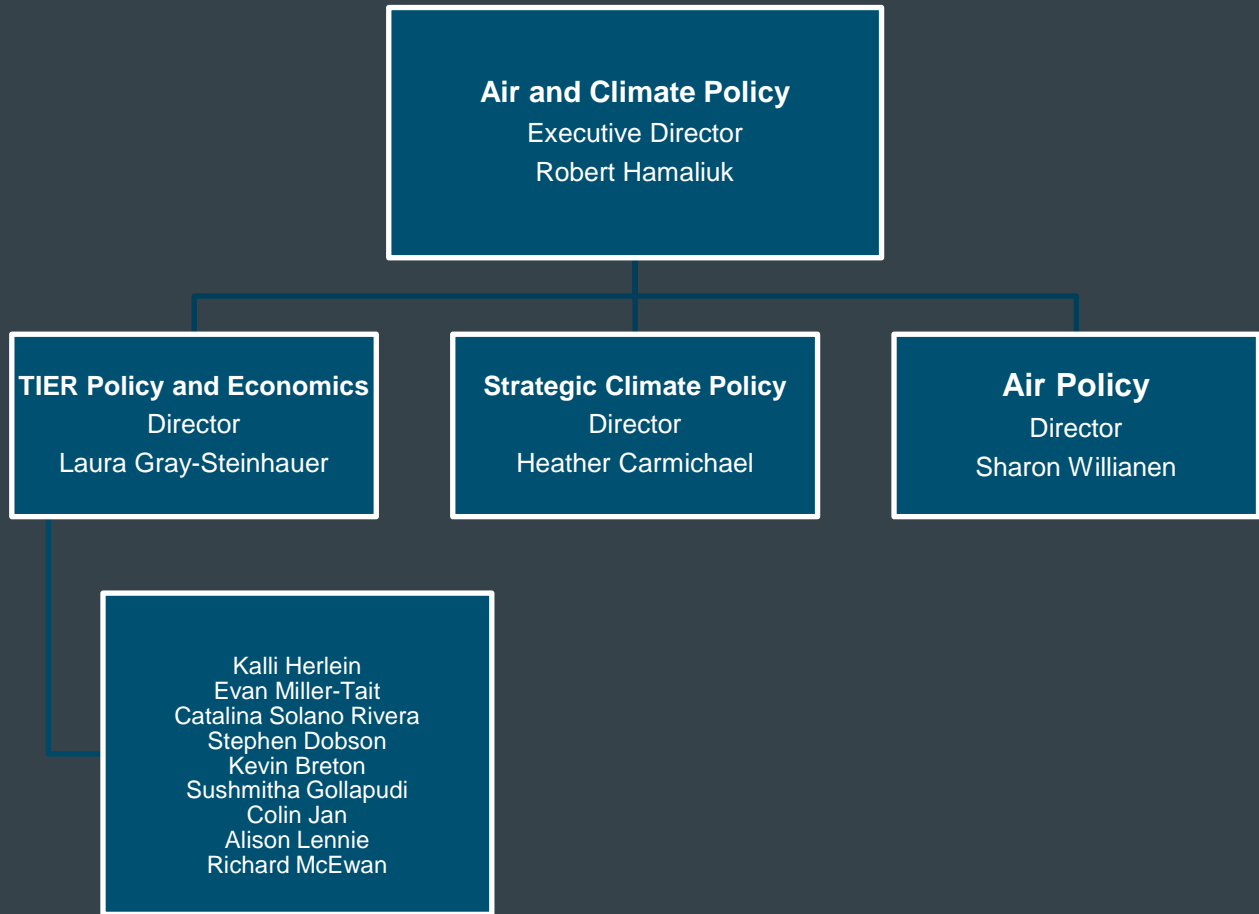 Air and Climate Policy
Executive Director
Robert Hamaliuk
TIER Policy and Economics
Director
Laura Gray-Steinhauer
Strategic Climate Policy
Director
Heather Carmichael
Air Policy
Director
Sharon Willianen
Kalli Herlein
Evan Miller-Tait
Catalina Solano Rivera
Stephen Dobson
Kevin Breton
Sushmitha Gollapudi
Colin Jan
Alison Lennie
Richard McEwan